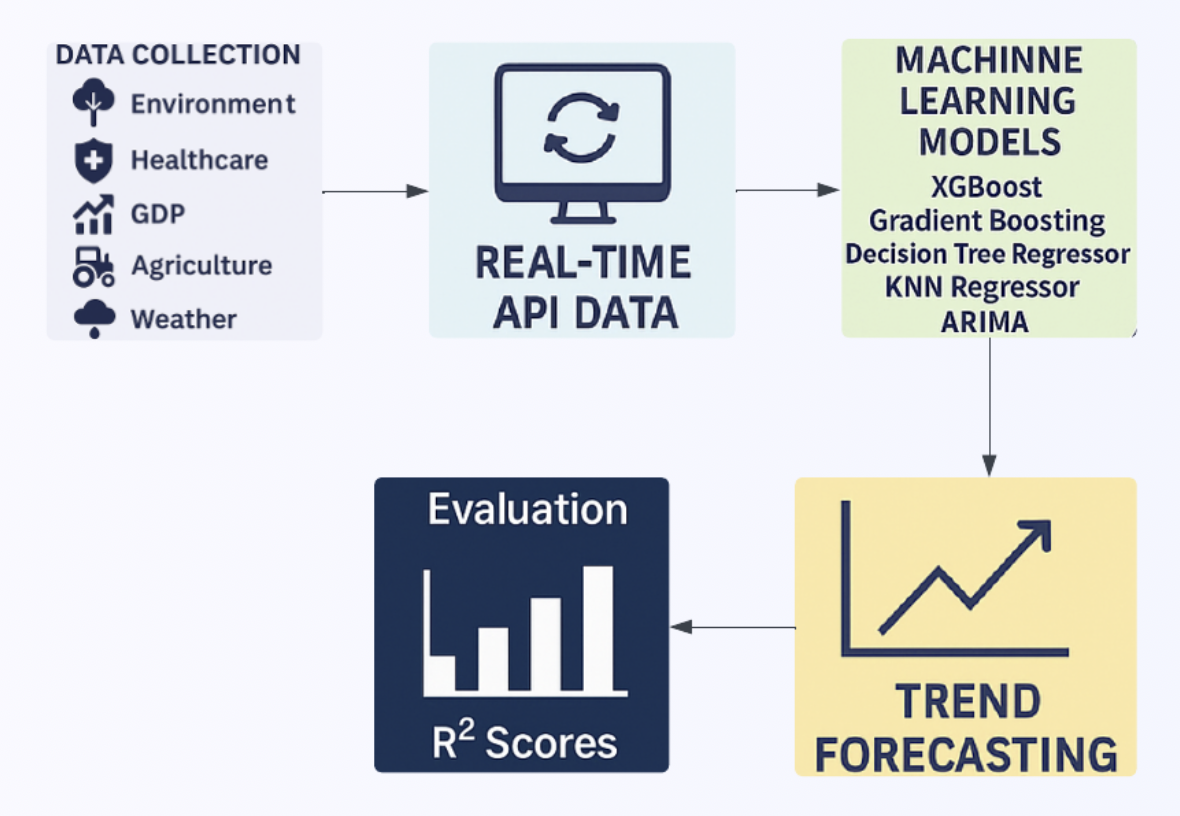 DATA COLLECTION
Environment
Healthcare
GDP
Agriculture
Weather
REAL-TIME
API DATA
MACHINNE
LEARNING
MODELS
XGBoost
Gradient Boosting
Decision Tree Regressor
KNN Regressor
ARIMA
TREND
FORECASTING
Evaluation
R² Scores